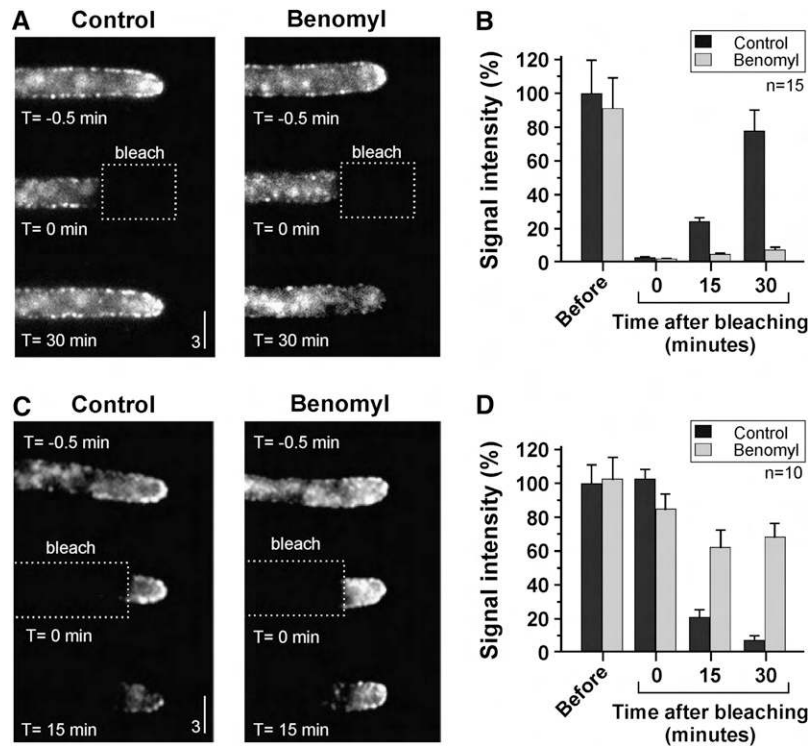 A
Control
Benomyl
T= -0.5 min
T= -0.5 min
bleach
bleach
T= 0 min
T= 0 min
T= 30 min
3
T= 30 min
B
Control
Benomyl
n=15
Signal intensity (%)
120
100
80
60
40
20
0
Before
0
15
30
Time after bleaching
(minutes)
C
Control
Benomyl
T= -0.5 min
T= -0.5 min
bleach
bleach
T= 0 min
T= 0 min
T= 15 min
3
T= 15 min
D
Control
Benomyl
n=10
Signal intensity (%)
120
100
80
60
40
20
0
Before
0
15
30
Time after bleaching
(minutes)